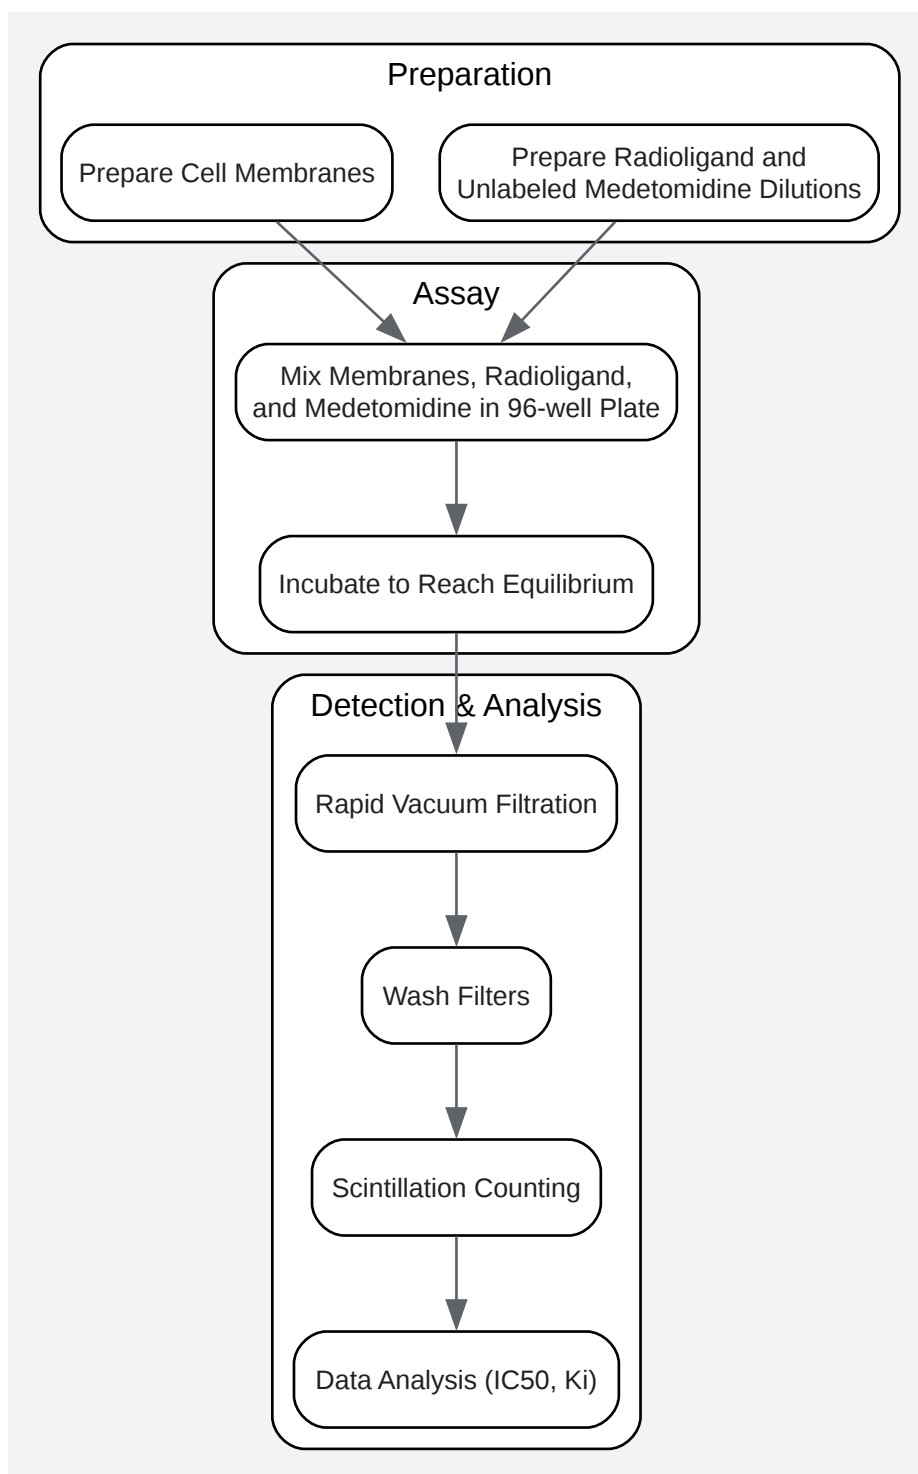 Preparation
Prepare Cell Membranes
Prepare Radioligand and
Unlabeled Medetomidine Dilutions
Assay
Mix Membranes, Radioligand,
and Medetomidine in 96-well Plate
Incubate to Reach Equilibrium
Detection & Analysis
Rapid Vacuum Filtration
Wash Filters
Scintillation Counting
Data Analysis (IC50, Ki)